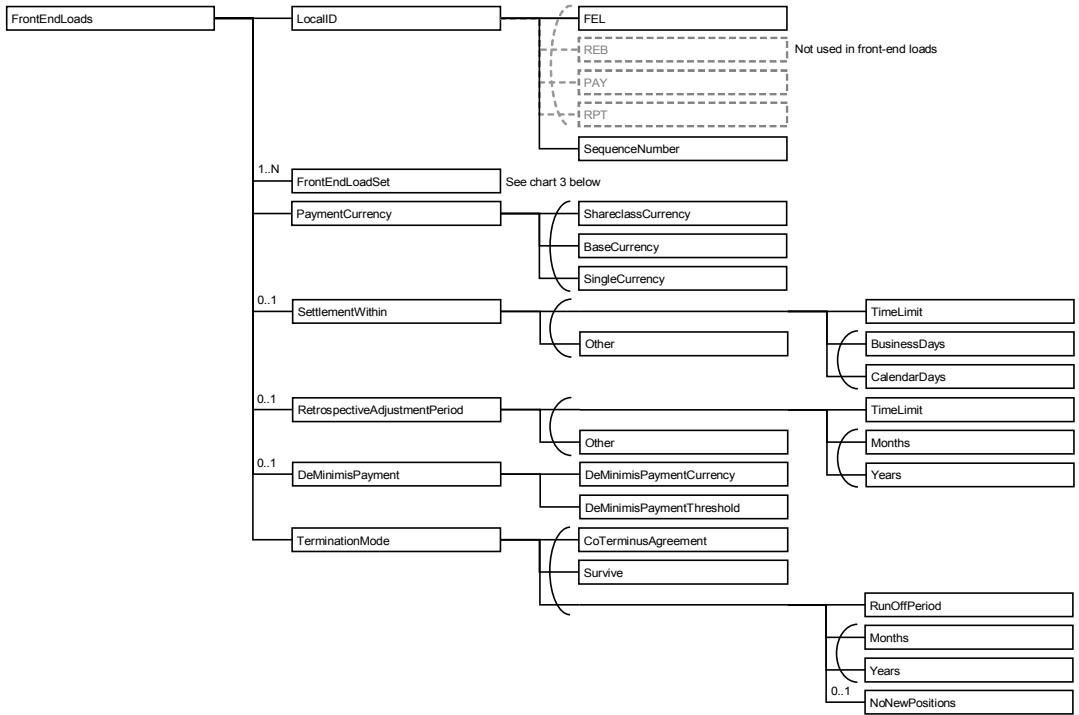 FrontEndLoads
LocalID
FEL
REB
Not used in front-end loads
PAY
RPT
SequenceNumber
1..N
FrontEndLoadSet
See chart 3 below
PaymentCurrency
ShareclassCurrency
BaseCurrency
SingleCurrency
0..1
SettlementWithin
TimeLimit
Other
BusinessDays
CalendarDays
0..1
RetrospectiveAdjustmentPeriod
TimeLimit
Other
Months
0..1
DeMinimisPayment
DeMinimisPaymentCurrency
Years
DeMinimisPaymentThreshold
TerminationMode
CoTerminusAgreement
Survive
RunOffPeriod
Months
Years
0..1
NoNewPositions